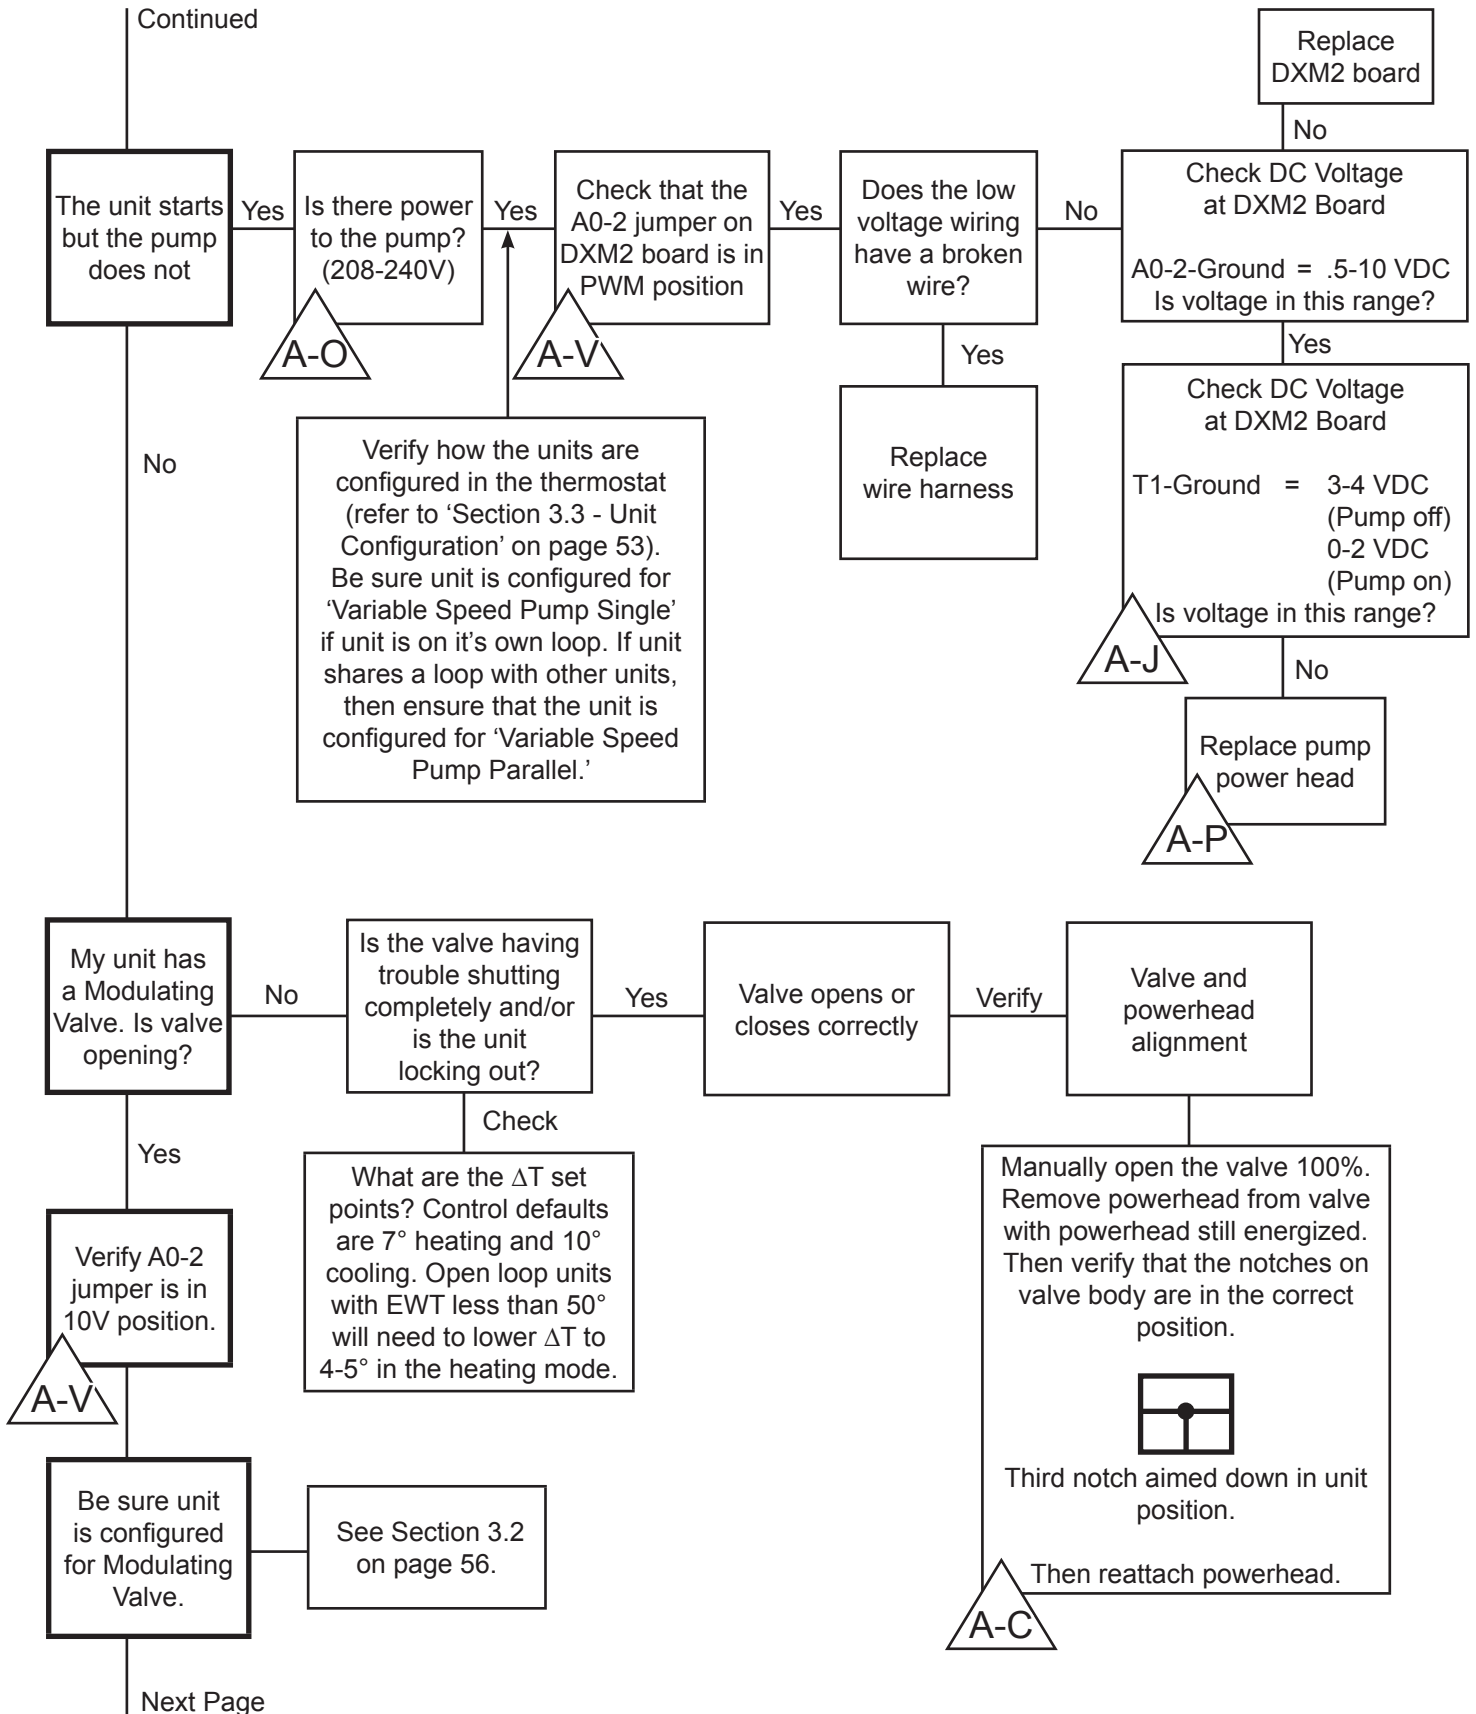 Continued
Replace
DXM2 board
No
The unit starts
but the pump
does not
Yes
Is there power
to the pump?
(208-240V)
A-O
Yes
Check that the
A0-2 jumper on
DXM2 board is in
PWM position
A-V
Yes
Does the low
voltage wiring
have a broken
wire?
No
Check DC Voltage
at DXM2 Board
A0-2-Ground = .5-10 VDC
Is voltage in this range?
Yes
Replace
wire harness
Yes
Check DC Voltage
at DXM2 Board
T1-Ground = 3-4 VDC
(Pump off)
0-2 VDC
(Pump on)
Is voltage in this range?
A-J
No
Replace pump
power head
A-P
Verify how the units are
configured in the thermostat
(refer to ‘Section 3.3 - Unit
Configuration’ on page 53).
Be sure unit is configured for
‘Variable Speed Pump Single’
if unit is on it's own loop. If unit
shares a loop with other units,
then ensure that the unit is
configured for ‘Variable Speed
Pump Parallel.’
No
My unit has
a Modulating
Valve. Is valve
opening?
No
Is the valve having
trouble shutting
completely and/or
is the unit
locking out?
Yes
Valve opens or
closes correctly
Verify
Valve and
powerhead
alignment
Check
What are the ΔT set
points? Control defaults
are 7° heating and 10°
cooling. Open loop units
with EWT less than 50°
will need to lower ΔT to
4-5° in the heating mode.
Manually open the valve 100%.
Remove powerhead from valve
with powerhead still energized.
Then verify that the notches on
valve body are in the correct
position.
Third notch aimed down in unit
position.
Then reattach powerhead.
A-C
Yes
Verify A0-2
jumper is in
10V position.
A-V
Be sure unit
is configured
for Modulating
Valve.
See Section 3.2
on page 56.
Next Page